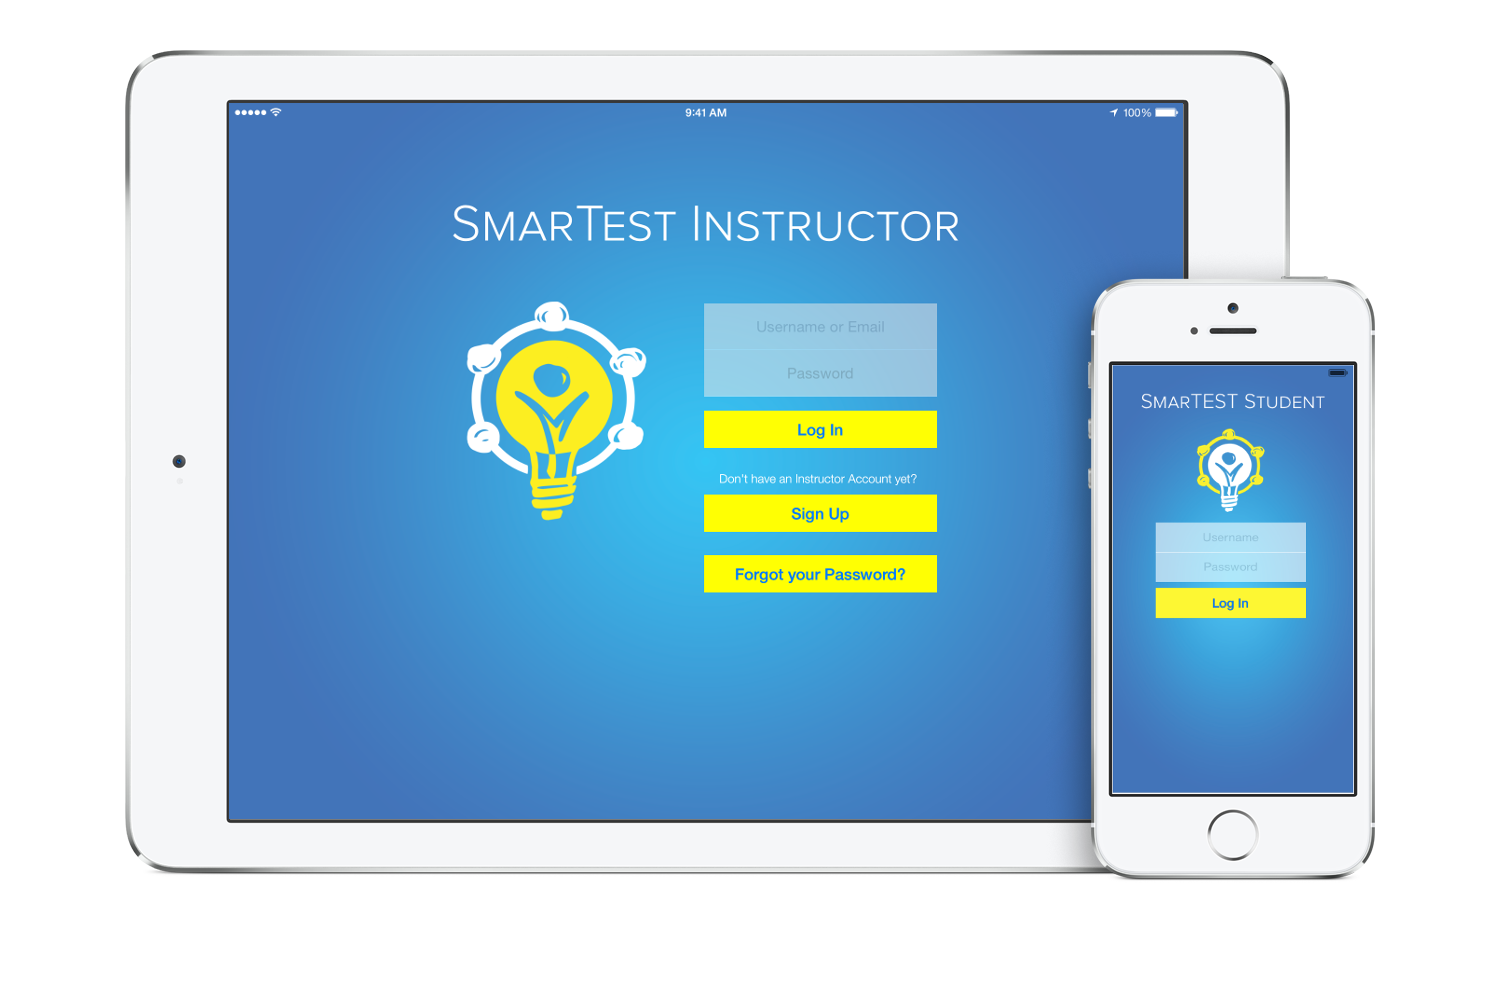 9:41 AM
100%
SMARTEST INSTRUCTOR
Username or Email
Password
Log In
Don't have an Instructor Account yet?
Sign Up
Forgot your Password?
SMARTEST STUDENT
Username
Password
Log In